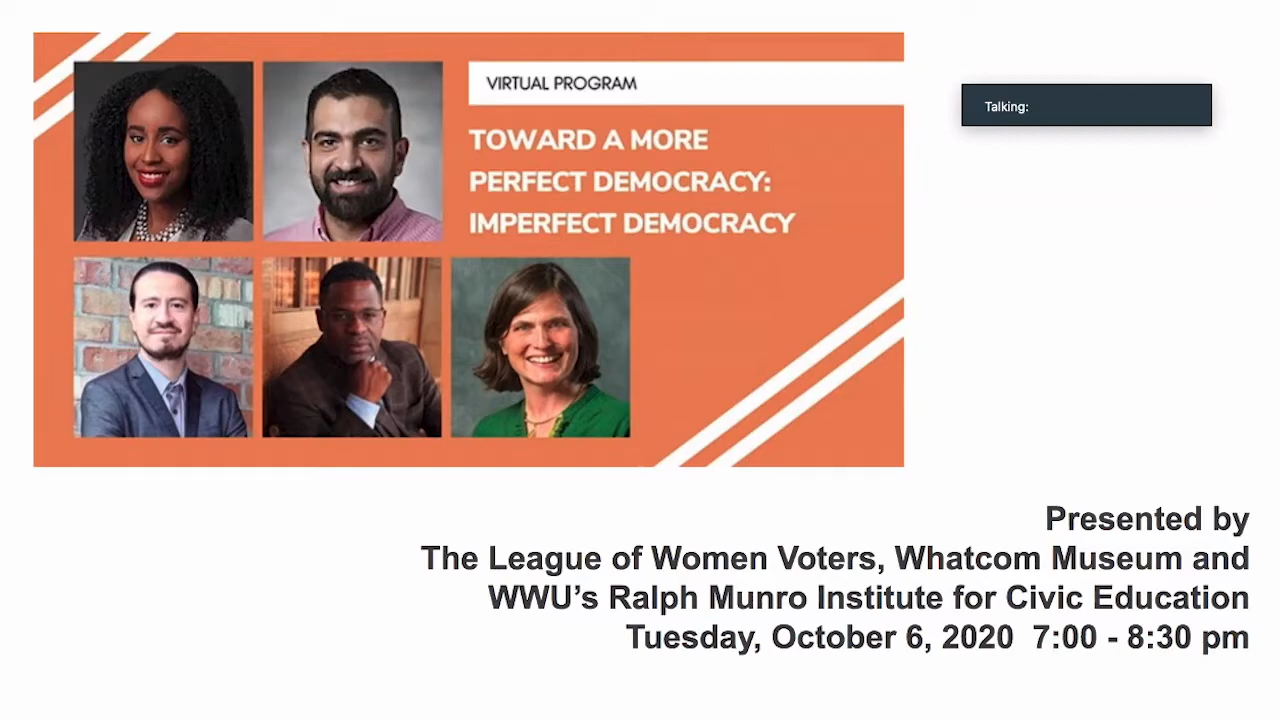 VIRTUAL PROGRAM
TOWARD A MORE
PERFECT DEMOCRACY:
IMPERFECT DEMOCRACY
Talking:
Presented by
The League of Women Voters, Whatcom Museum and
WWU’s Ralph Munro Institute for Civic Education
Tuesday, October 6, 2020 7:00 - 8:30 pm